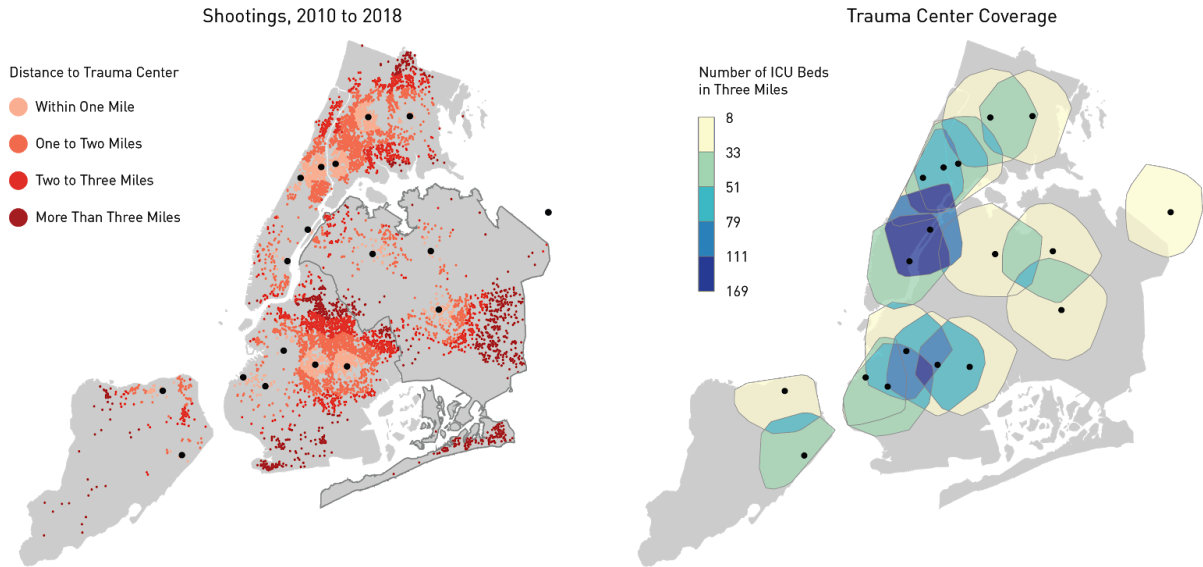 Shootings, 2010 to 2018
Distance to Trauma Center
Within One Mile
One to Two Miles
Two to Three Miles
More Than Three Miles
Trauma Center Coverage
Number of ICU Beds
in Three Miles
8
33
51
79
111
169